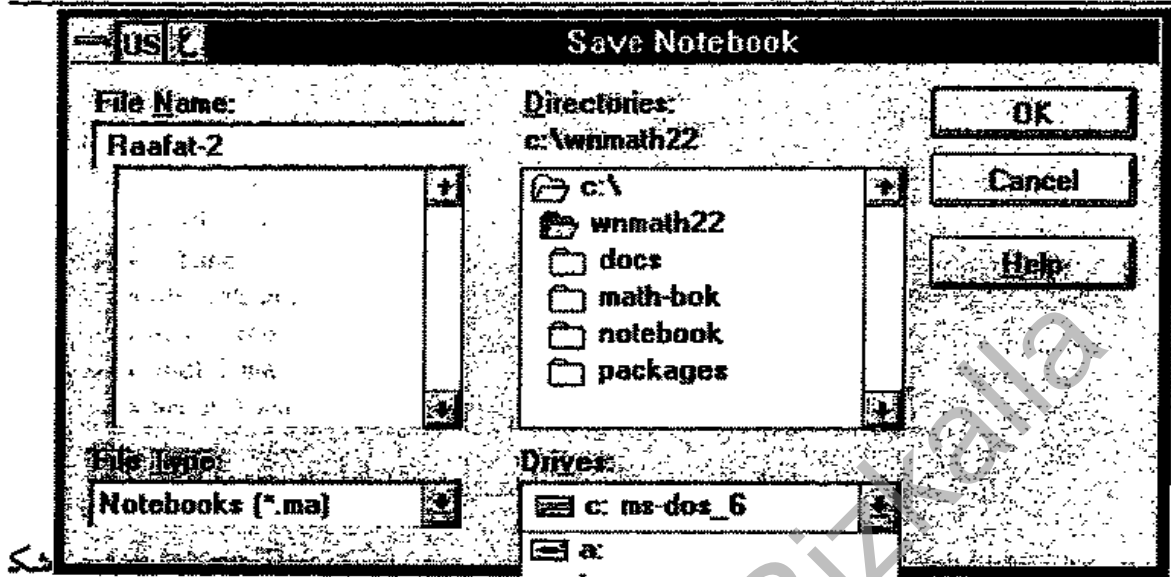 US
Save Notebook
File Name:
Raafat-2
Directories:
c:\wnmath22
c:\
wnmath22
docs
math-bok
notebook
packages
OK
Cancel
Help
File Type:
Notebooks (*.ma)
Drives:
c: ms-dos_6
a: